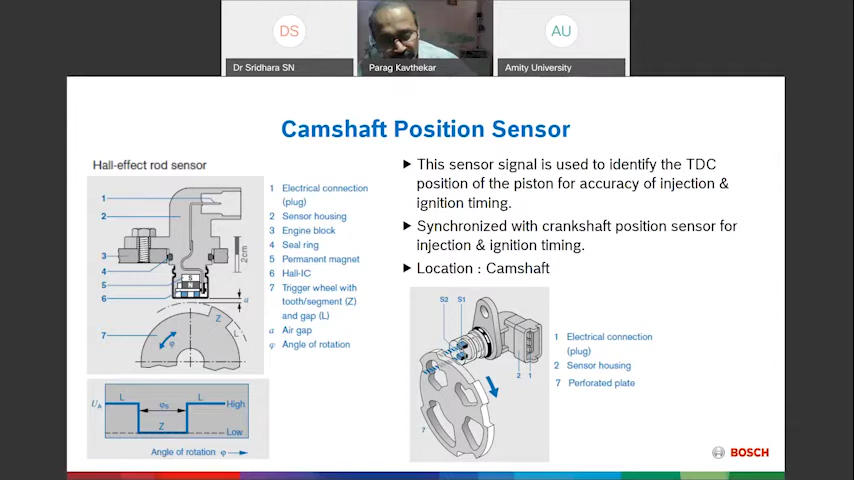 DS
AU
Dr Sridhara SN
Parag Kavthekar
Amity University
Camshaft Position Sensor
Hall-effect rod sensor
1 Electrical connection
(plug)
2 Sensor housing
3 Engine block
4 Seal ring
5 Permanent magnet
6 Hall-IC
7 Trigger wheel with
tooth/segment (Z)
and gap (L)
a Air gap
φ Angle of rotation
1
2
3
4
5
6
7
2cm
S
N
a
Z
L
φ
L
φs
L
High
UA
Z
Low
Angle of rotation φ
▶ This sensor signal is used to identify the TDC
position of the piston for accuracy of injection &
ignition timing.
▶ Synchronized with crankshaft position sensor for
injection & ignition timing.
▶ Location : Camshaft
S2 S1
2 1
7
1 Electrical connection
(plug)
2 Sensor housing
7 Perforated plate
BOSCH